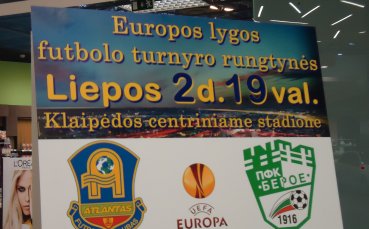 Europos lygos
futbolo turnyro rungtynės
Liepos 2d. 19 val.
Klaipėdos centriniame stadione
ATLANTAS
UEFA
EUROPA
ПФК
"БЕРОЕ"
1916